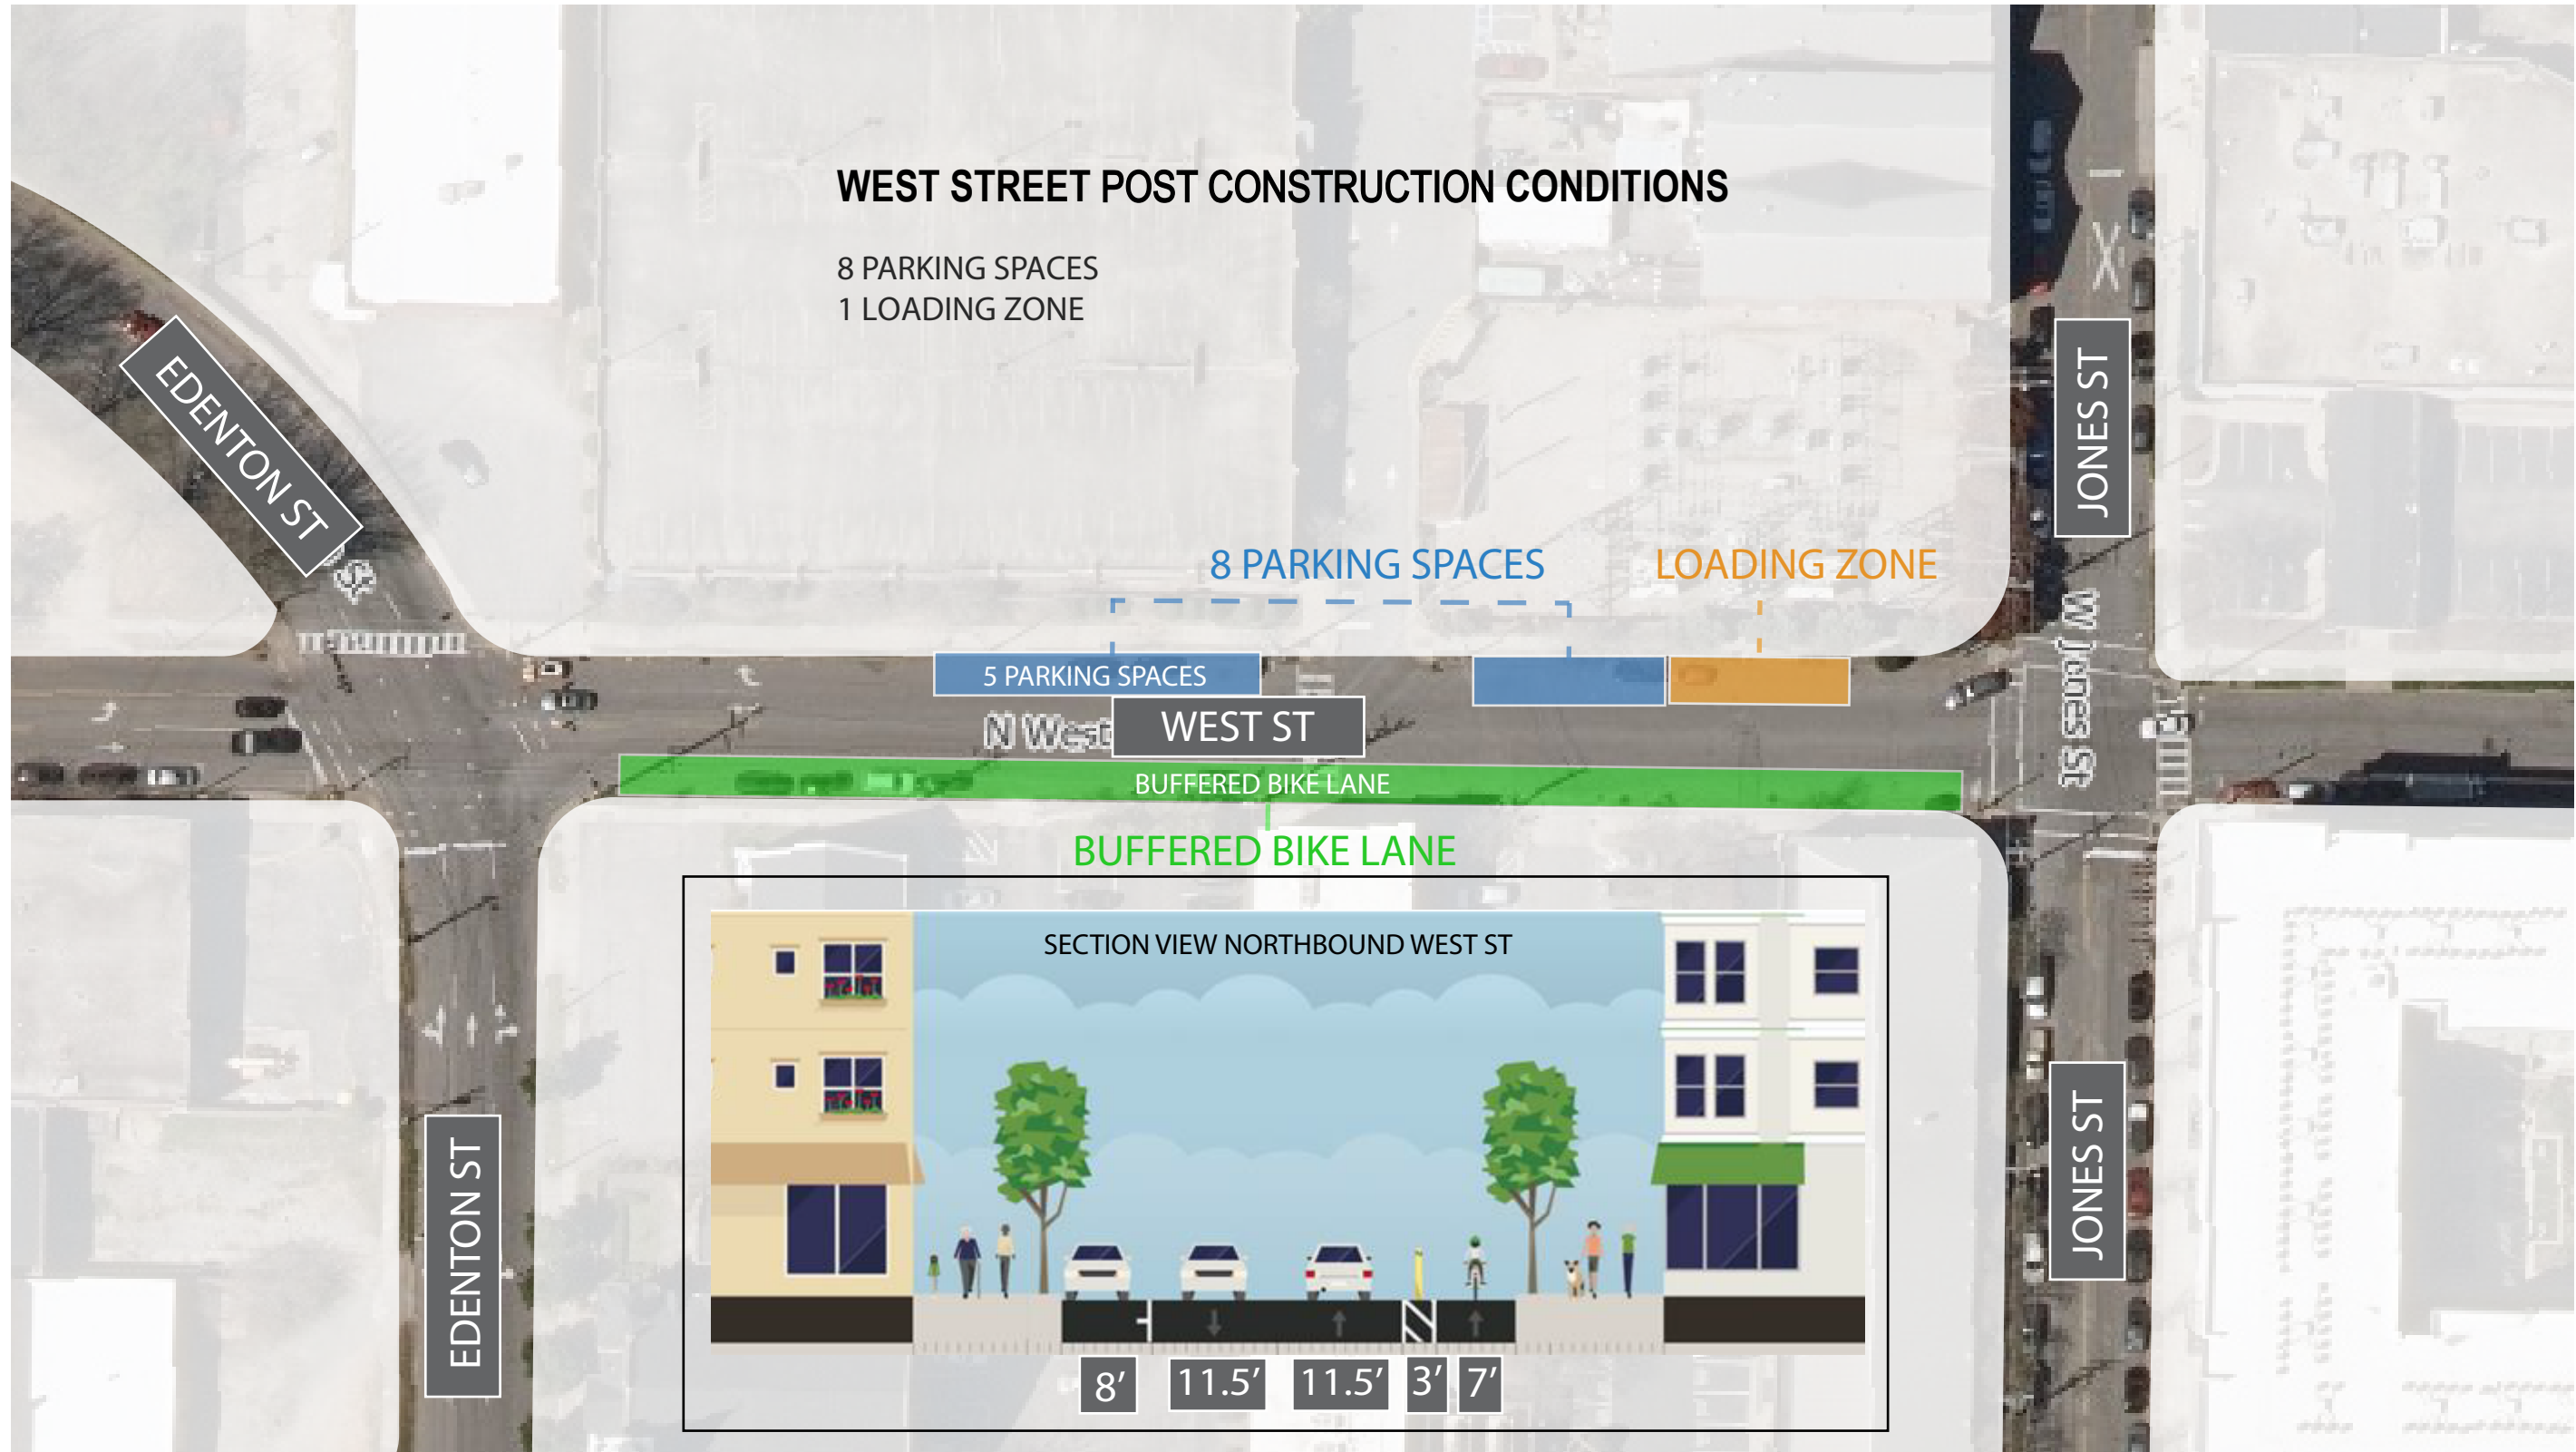 WEST STREET POST CONSTRUCTION CONDITIONS
8 PARKING SPACES
1 LOADING ZONE
EDENTON ST
JONES ST
8 PARKING SPACES
LOADING ZONE
5 PARKING SPACES
N West
WEST ST
W Jones St
BUFFERED BIKE LANE
BUFFERED BIKE LANE
SECTION VIEW NORTHBOUND WEST ST
EDENTON ST
JONES ST
8’
11.5’
11.5’
3’
7’